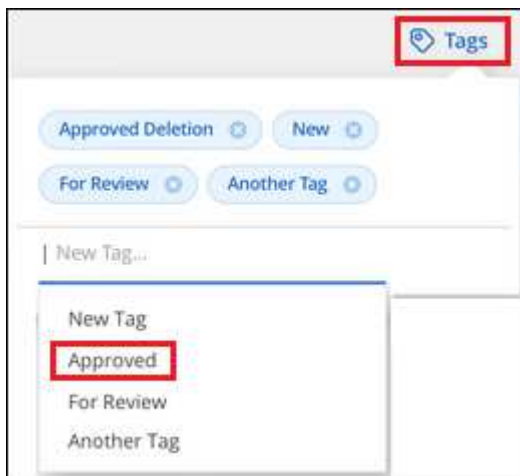 Tags
Approved Deletion New
For Review Another Tag
New Tag...
New Tag
Approved
For Review
Another Tag